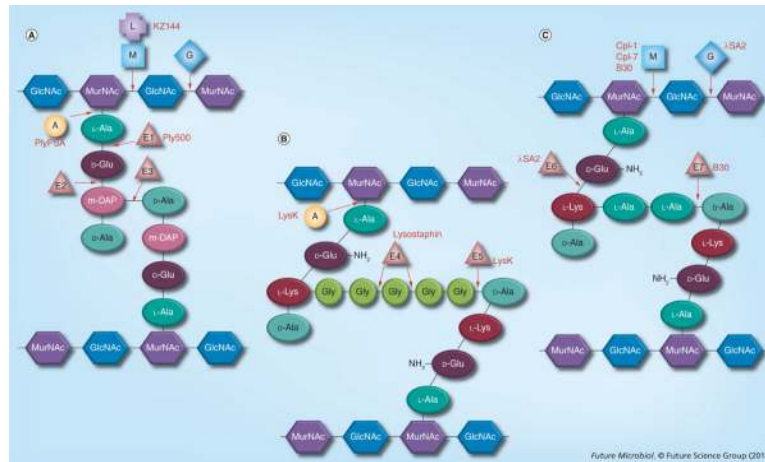 A
L
KZ144
M
G
GlcNAc MurNAc GlcNAc MurNAc
A
PlyPSA
L-Ala
E1
Ply500
D-Glu
E2
E3
m-DAP
D-Ala
D-Ala
m-DAP
D-Glu
L-Ala
MurNAc GlcNAc MurNAc GlcNAc
B
GlcNAc MurNAc GlcNAc MurNAc
LysK
A
L-Ala
Lysostaphin
D-Glu
NH₂
E4
E5
LysK
L-Lys Gly Gly Gly Gly Gly D-Ala
D-Ala
L-Lys
NH₂
D-Glu
L-Ala
MurNAc GlcNAc MurNAc GlcNAc
C
Cpl-1
Cpl-7
B30
M
G
λSA2
GlcNAc MurNAc GlcNAc MurNAc
L-Ala
λSA2
E6
D-Glu
NH₂
E7
B30
L-Lys L-Ala L-Ala D-Ala
D-Ala
L-Lys
NH₂
D-Glu
L-Ala
MurNAc GlcNAc MurNAc GlcNAc
Future Microbiol. © Future Science Group (201